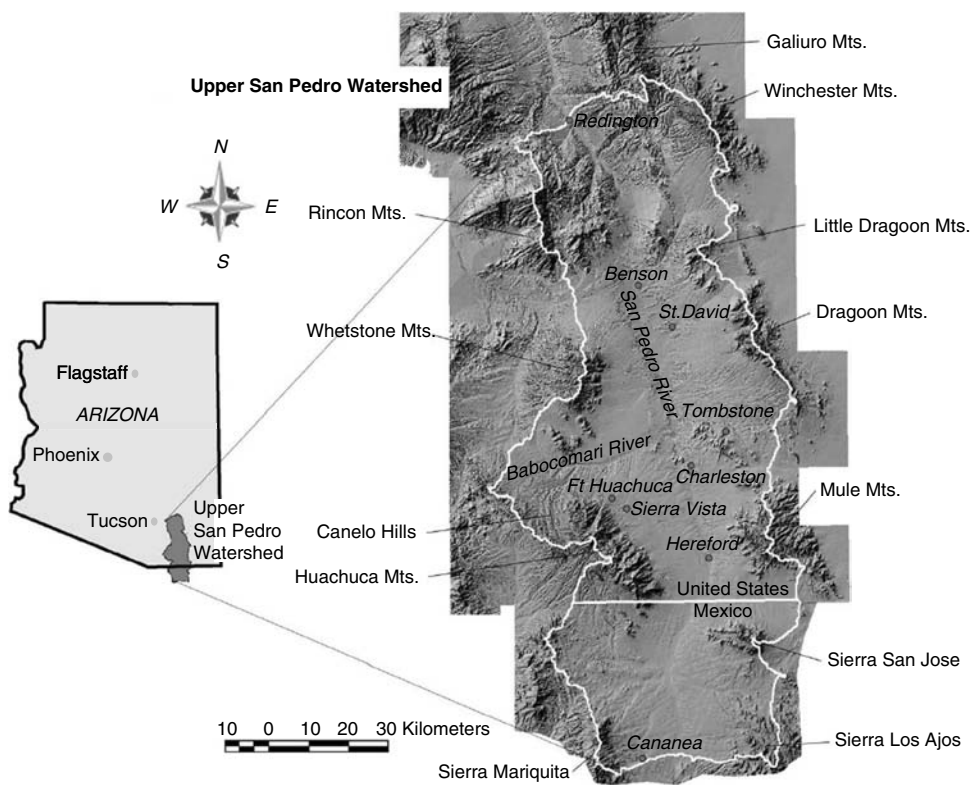 Upper San Pedro Watershed
Galiuro Mts.
Winchester Mts.
Redington
N
W
E
S
Rincon Mts.
Little Dragoon Mts.
Benson
San Pedro River
St.David
Whetstone Mts.
Dragoon Mts.
Flagstaff
ARIZONA
Phoenix
Tucson
Upper
San Pedro
Watershed
Tombstone
Babocomari River
Charleston
Ft Huachuca
Sierra Vista
Mule Mts.
Canelo Hills
Hereford
Huachuca Mts.
United States
Mexico
Sierra San Jose
10 0 10 20 30 Kilometers
Cananea
Sierra Los Ajos
Sierra Mariquita